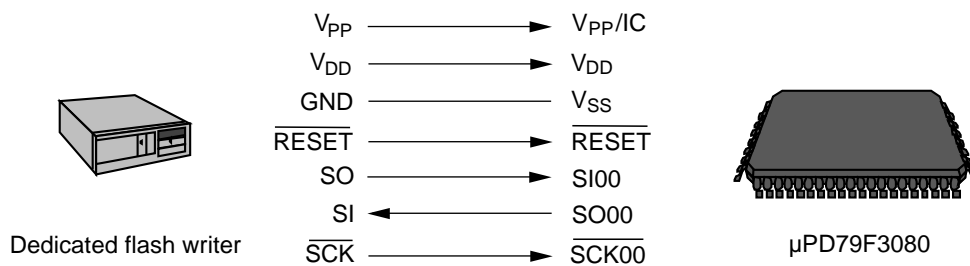 VPP VPP/IC
VDD VDD
GND VSS
RESET RESET
SO SI00
SI SO00
Dedicated flash writer µPD79F3080
SCK SCK00